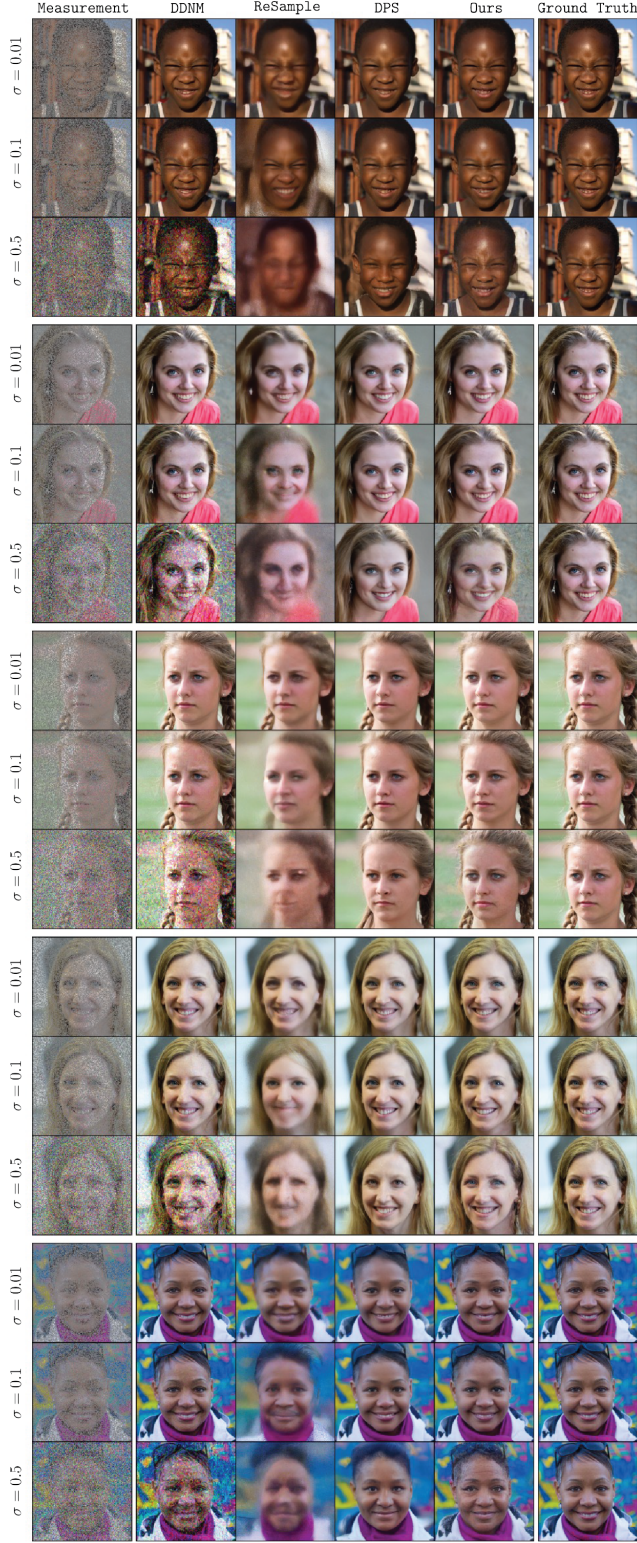 Measurement DDNM ReSample DPS Ours Ground Truth
σ = 0.01
σ = 0.1
σ = 0.5
σ = 0.01
σ = 0.1
σ = 0.5
σ = 0.01
σ = 0.1
σ = 0.5
σ = 0.01
σ = 0.1
σ = 0.5
σ = 0.01
σ = 0.1
σ = 0.5